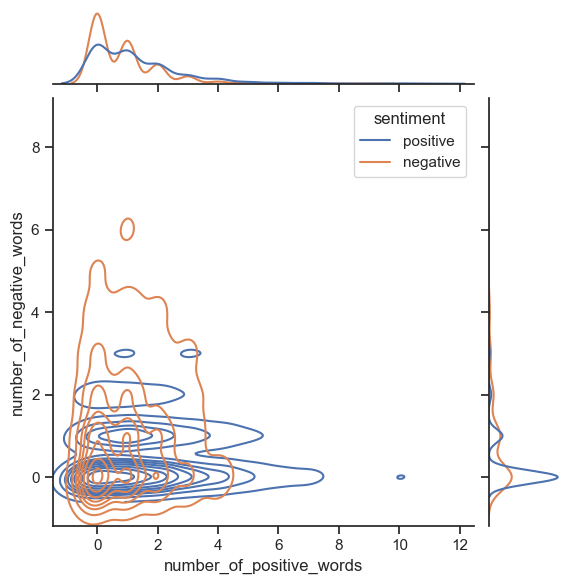 sentiment
positive
negative
8
6
4
2
0
number_of_negative_words
0 2 4 6 8 10 12
number_of_positive_words